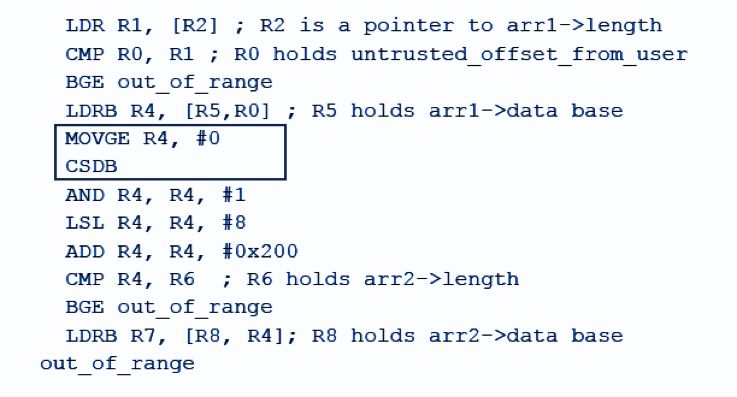 LDR R1, [R2] ; R2 is a pointer to arr1->length
CMP R0, R1 ; R0 holds untrusted_offset_from_user
BGE out_of_range
LDRB R4, [R5,R0] ; R5 holds arr1->data base
MOVGE R4, #0
CSDB
AND R4, R4, #1
LSL R4, R4, #8
ADD R4, R4, #0x200
CMP R4, R6 ; R6 holds arr2->length
BGE out_of_range
LDRB R7, [R8, R4]; R8 holds arr2->data base
out_of_range